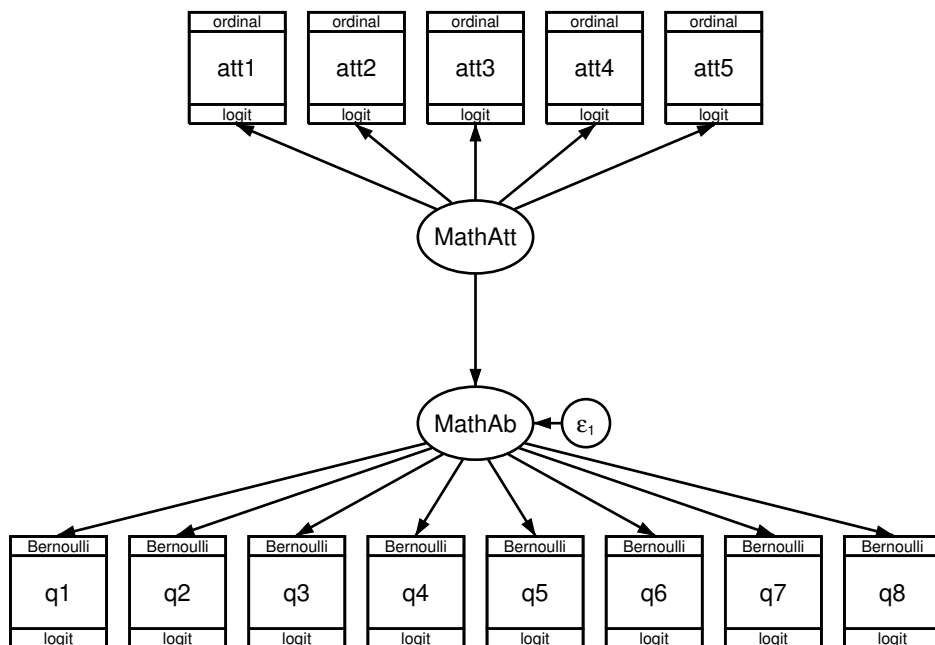 ordinal ordinal ordinal ordinal ordinal
att1 att2 att3 att4 att5
logit logit logit logit logit
MathAtt
MathAb ε₁
Bernoulli Bernoulli Bernoulli Bernoulli Bernoulli Bernoulli Bernoulli Bernoulli
q1 q2 q3 q4 q5 q6 q7 q8
logit logit logit logit logit logit logit logit